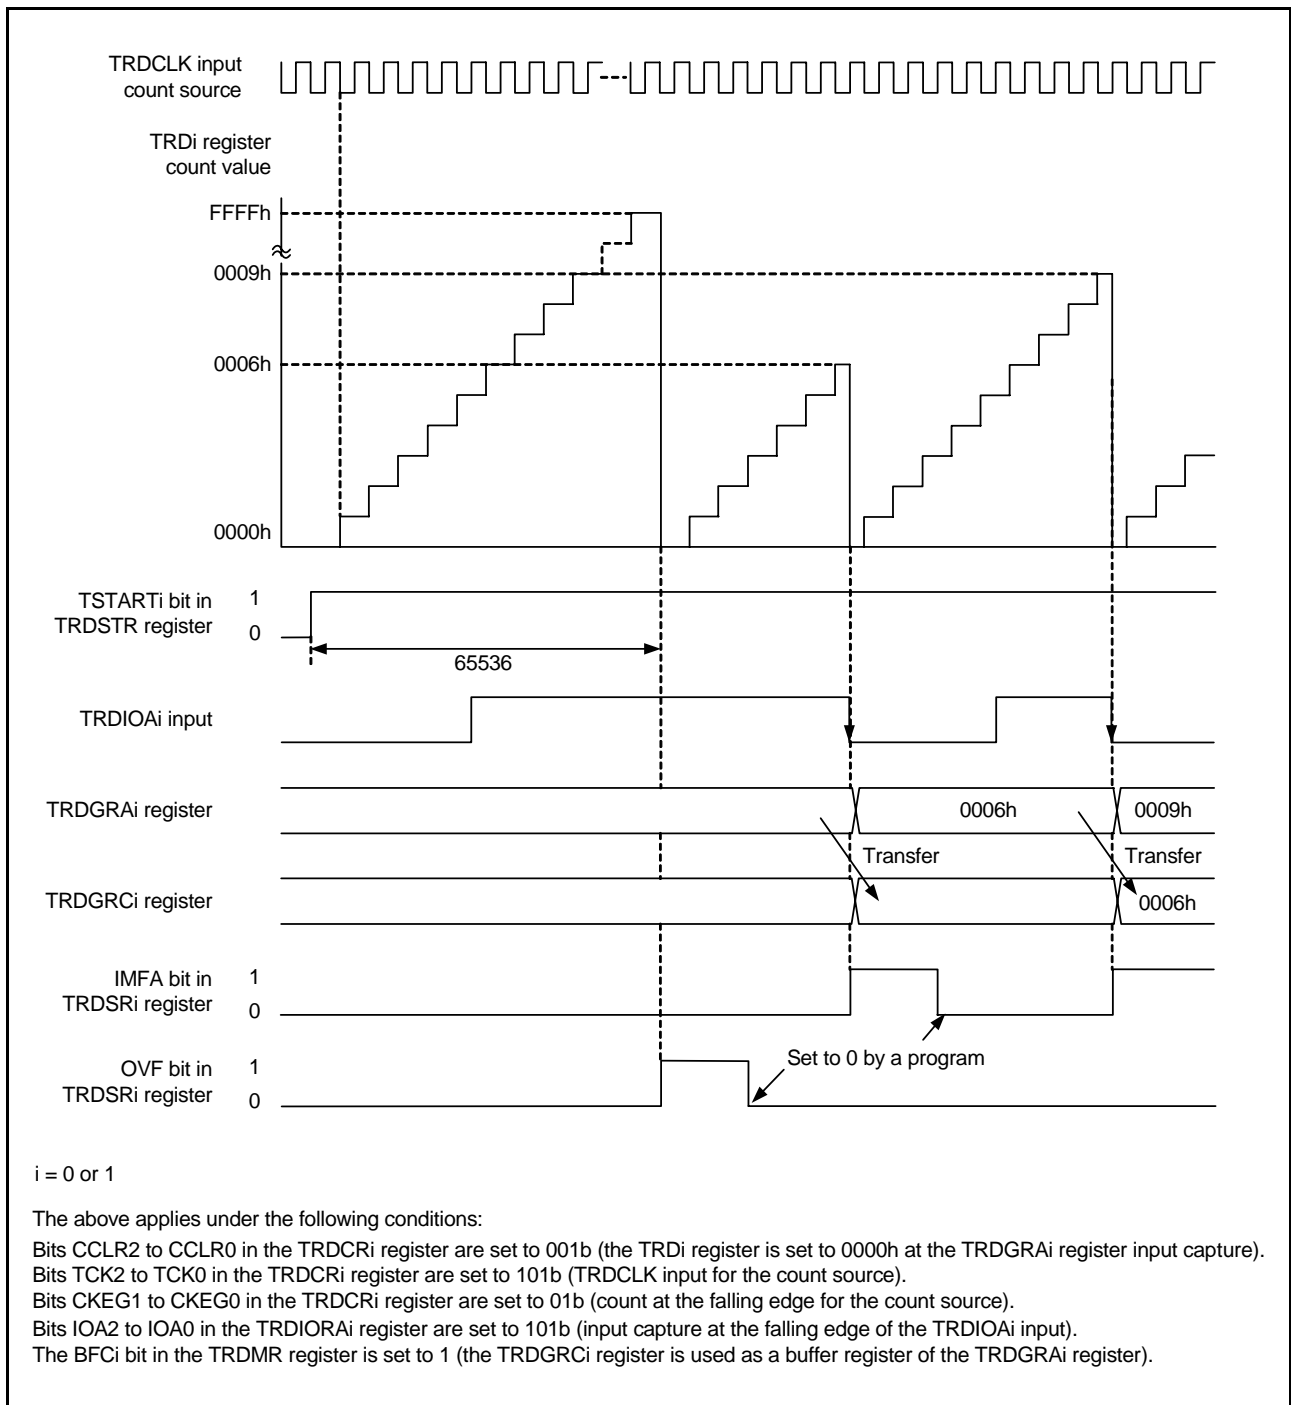 TRDCLK input
count source
TRDi register
count value
FFFFh
0009h
0006h
0000h
TSTARTi bit in
TRDSTR register
1
0
65536
TRDIOAi input
TRDGRAi register
0006h
0009h
Transfer
Transfer
TRDGRCi register
0006h
IMFA bit in
TRDSRi register
1
0
Set to 0 by a program
OVF bit in
TRDSRi register
1
0
i = 0 or 1
The above applies under the following conditions:
Bits CCLR2 to CCLR0 in the TRDCRi register are set to 001b (the TRDi register is set to 0000h at the TRDGRAi register input capture).
Bits TCK2 to TCK0 in the TRDCRi register are set to 101b (TRDCLK input for the count source).
Bits CKEG1 to CKEG0 in the TRDCRi register are set to 01b (count at the falling edge for the count source).
Bits IOA2 to IOA0 in the TRDIORAi register are set to 101b (input capture at the falling edge of the TRDIOAi input).
The BFCi bit in the TRDMR register is set to 1 (the TRDGRCi register is used as a buffer register of the TRDGRAi register).